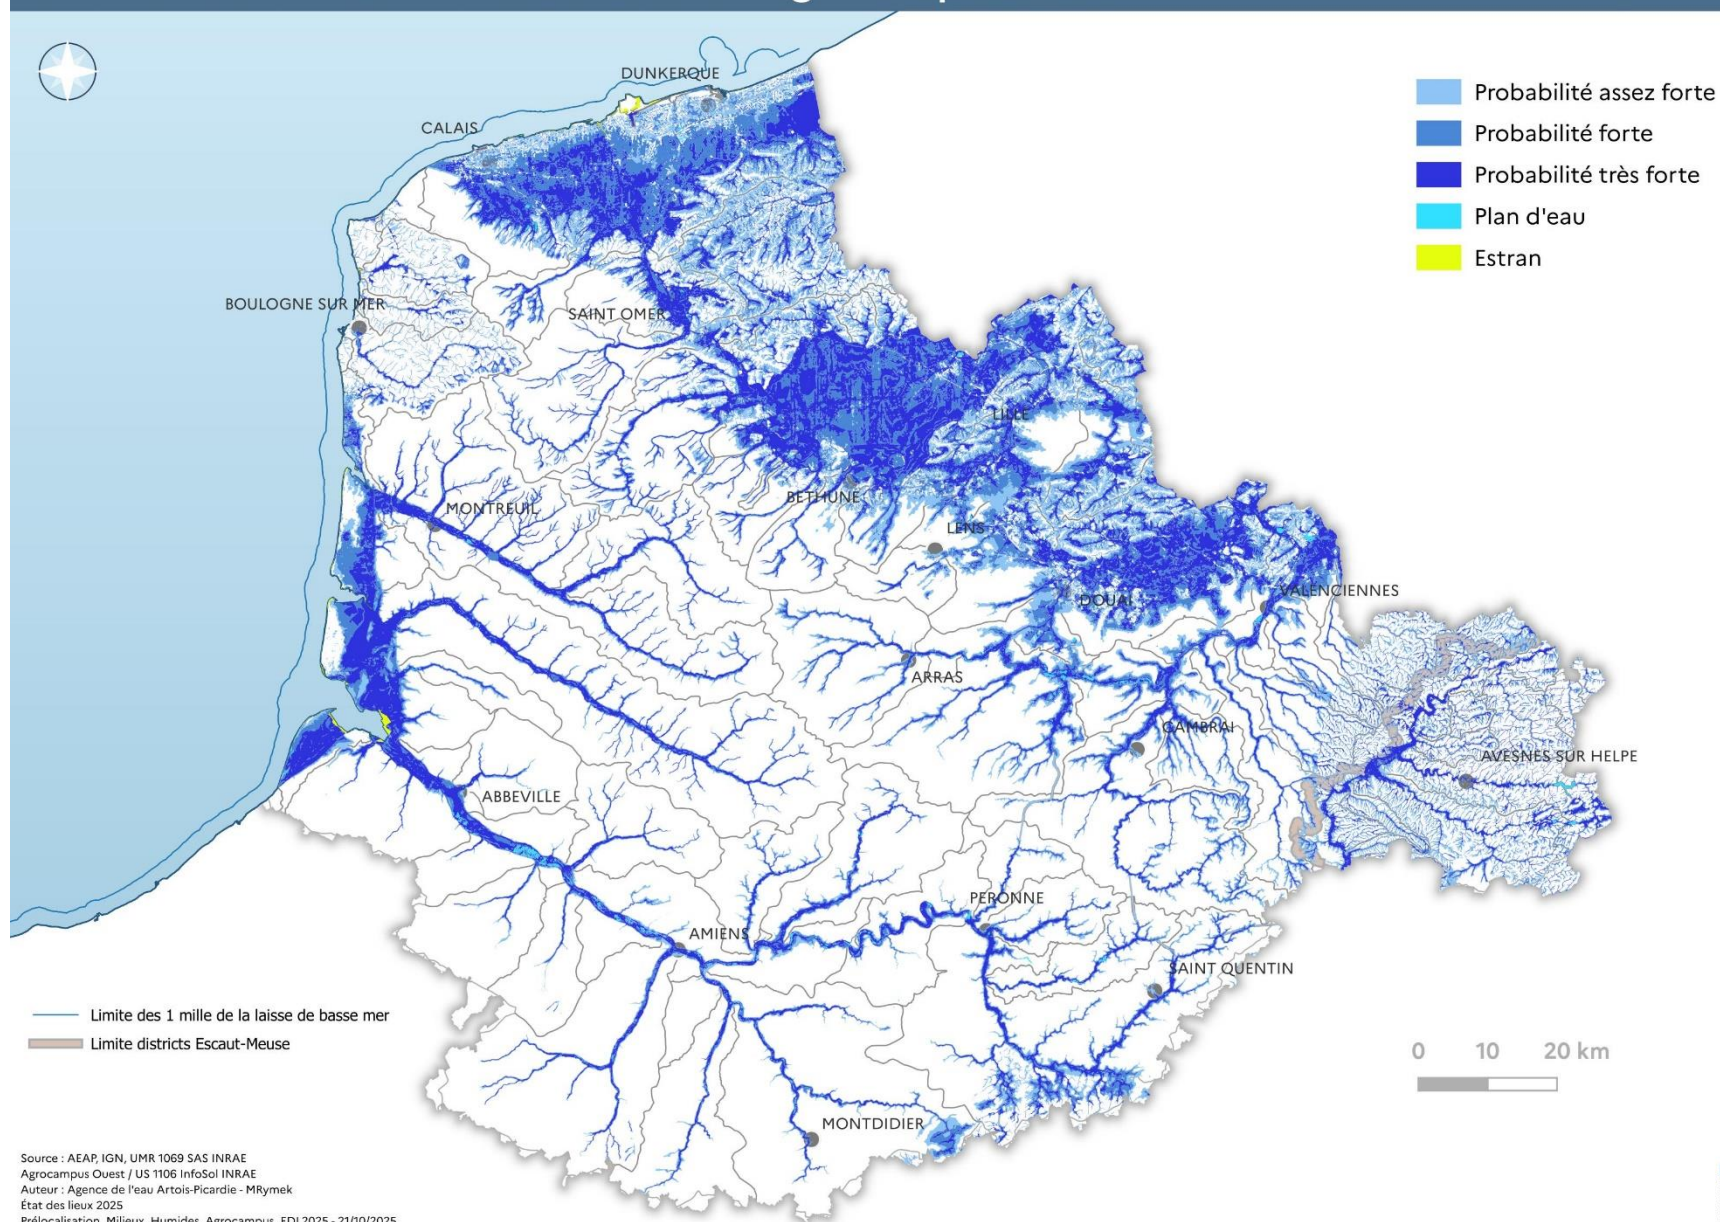 DUNKERQUE
CALAIS
Probabilité assez forte
Probabilité forte
Probabilité très forte
Plan d'eau
Estran
BOULOGNE SUR MER
SAINT OMER
LILLE
BETHUNE
MONTREUIL
LENS
DOUAI
VALENCIENNES
ARRAS
CAMBRAI
AVESNES SUR HELPE
ABBEVILLE
PERONNE
AMIENS
SAINT QUENTIN
Limite des 1 mille de la laisse de basse mer
Limite districts Escaut-Meuse
0 10 20 km
MONTDIDIER
Source : AEAP, IGN, UMR 1069 SAS INRAE
Agrocampus Ouest / US 1106 InfoSol INRAE
Auteur : Agence de l'eau Artois-Picardie - MRymek
État des lieux 2025
Prélocalisation_Milieux_Humides_Agrocampus_EDL2025 - 21/10/2025